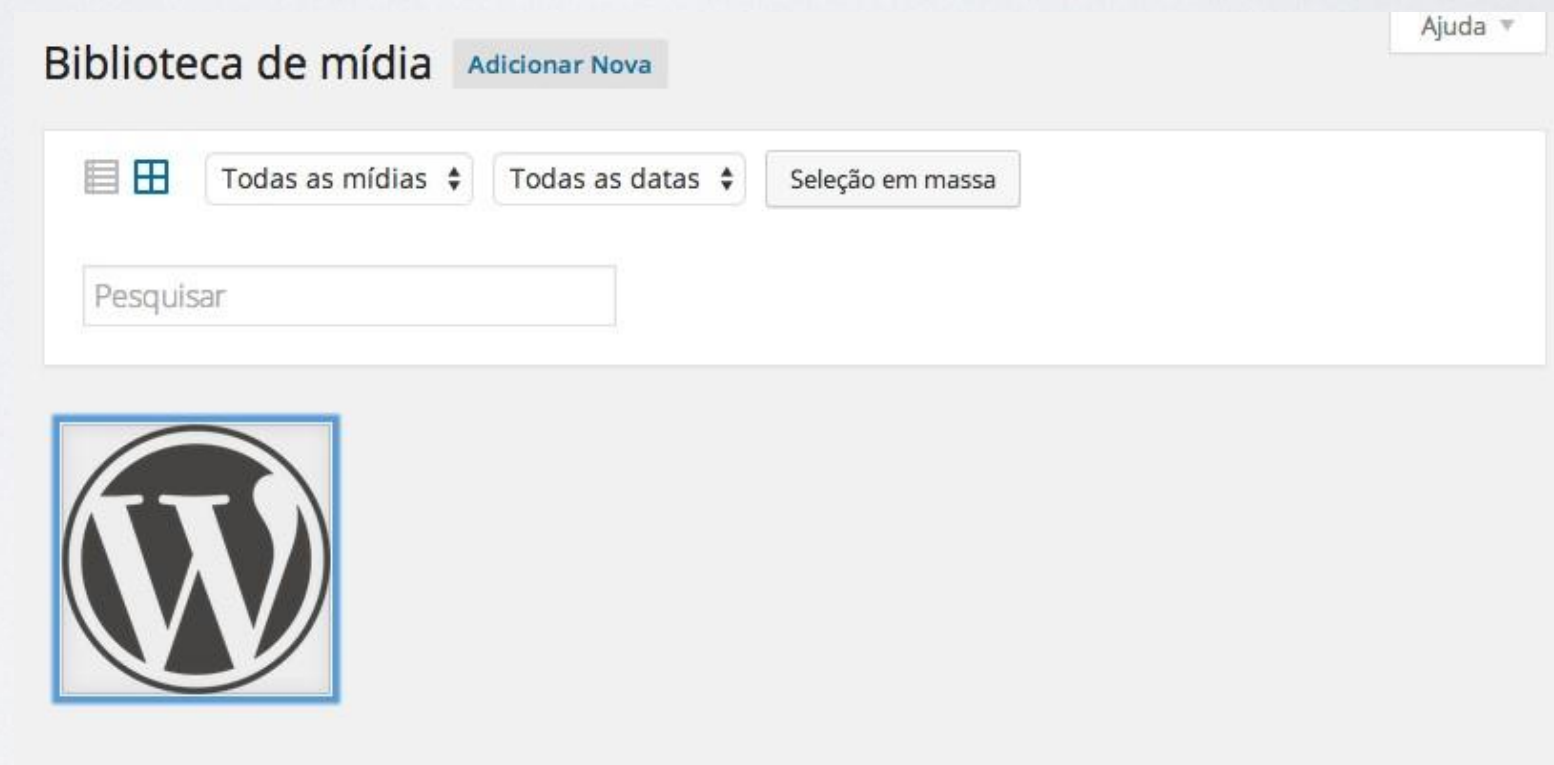 Ajuda
Biblioteca de mídia Adicionar Nova
Todas as mídias Todas as datas Seleção em massa
Pesquisar